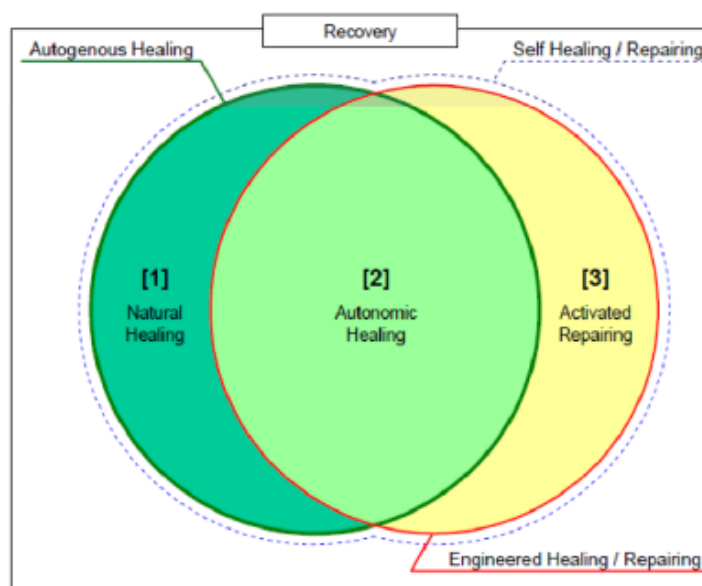 Recovery
Autogenous Healing
Self Healing / Repairing
[1]
Natural
Healing
[2]
Autonomic
Healing
[3]
Activated
Repairing
Engineered Healing / Repairing